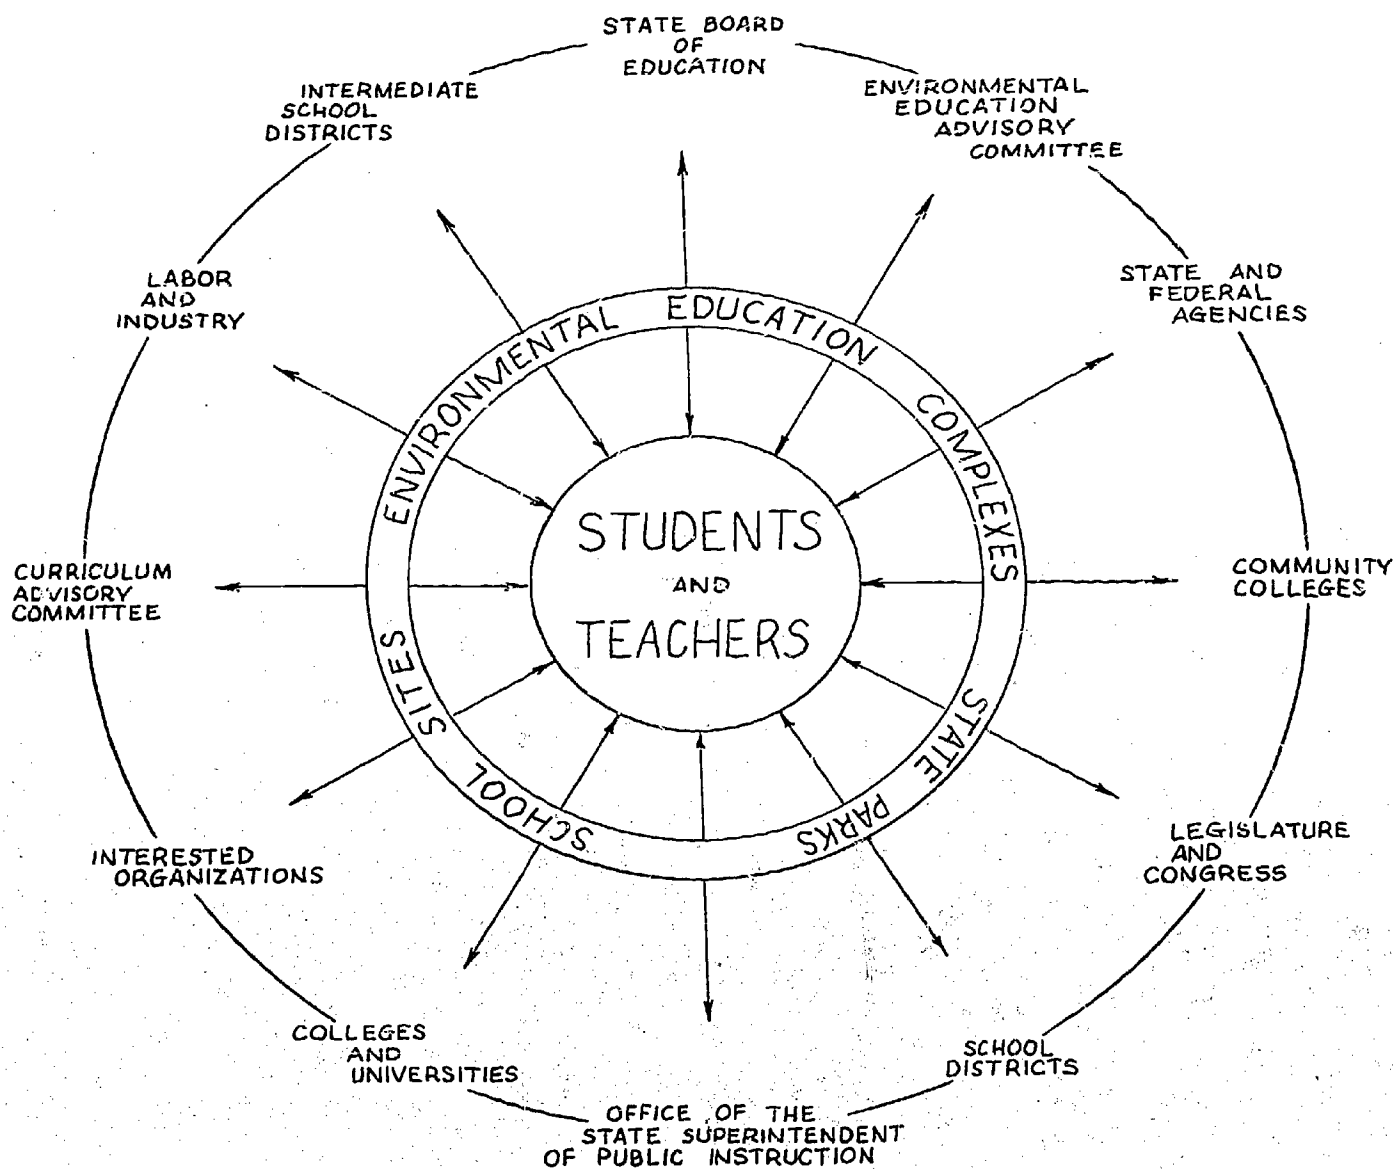 STATE BOARD
OF
EDUCATION
ENVIRONMENTAL
EDUCATION
ADVISORY
COMMITTEE
STATE AND
FEDERAL
AGENCIES
COMMUNITY
COLLEGES
LEGISLATURE
AND
CONGRESS
SCHOOL
DISTRICTS
OFFICE OF THE
STATE SUPERINTENDENT
OF PUBLIC INSTRUCTION
COLLEGES
AND
UNIVERSITIES
INTERESTED
ORGANIZATIONS
CURRICULUM
ADVISORY
COMMITTEE
LABOR
AND
INDUSTRY
INTERMEDIATE
SCHOOL
DISTRICTS
ENVIRONMENTAL EDUCATION COMPLEXES
STATE PARKS
SCHOOL SITES
STUDENTS
AND
TEACHERS